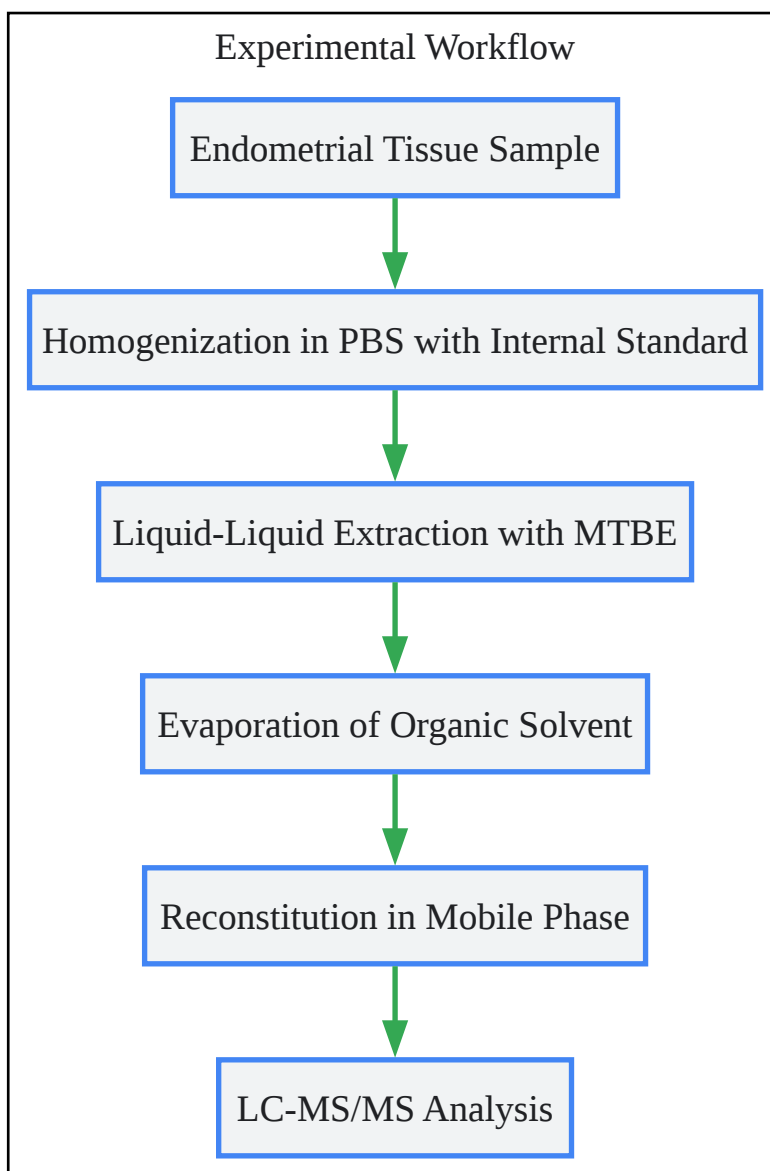 Experimental Workflow
Endometrial Tissue Sample
Homogenization in PBS with Internal Standard
Liquid-Liquid Extraction with MTBE
Evaporation of Organic Solvent
Reconstitution in Mobile Phase
LC-MS/MS Analysis